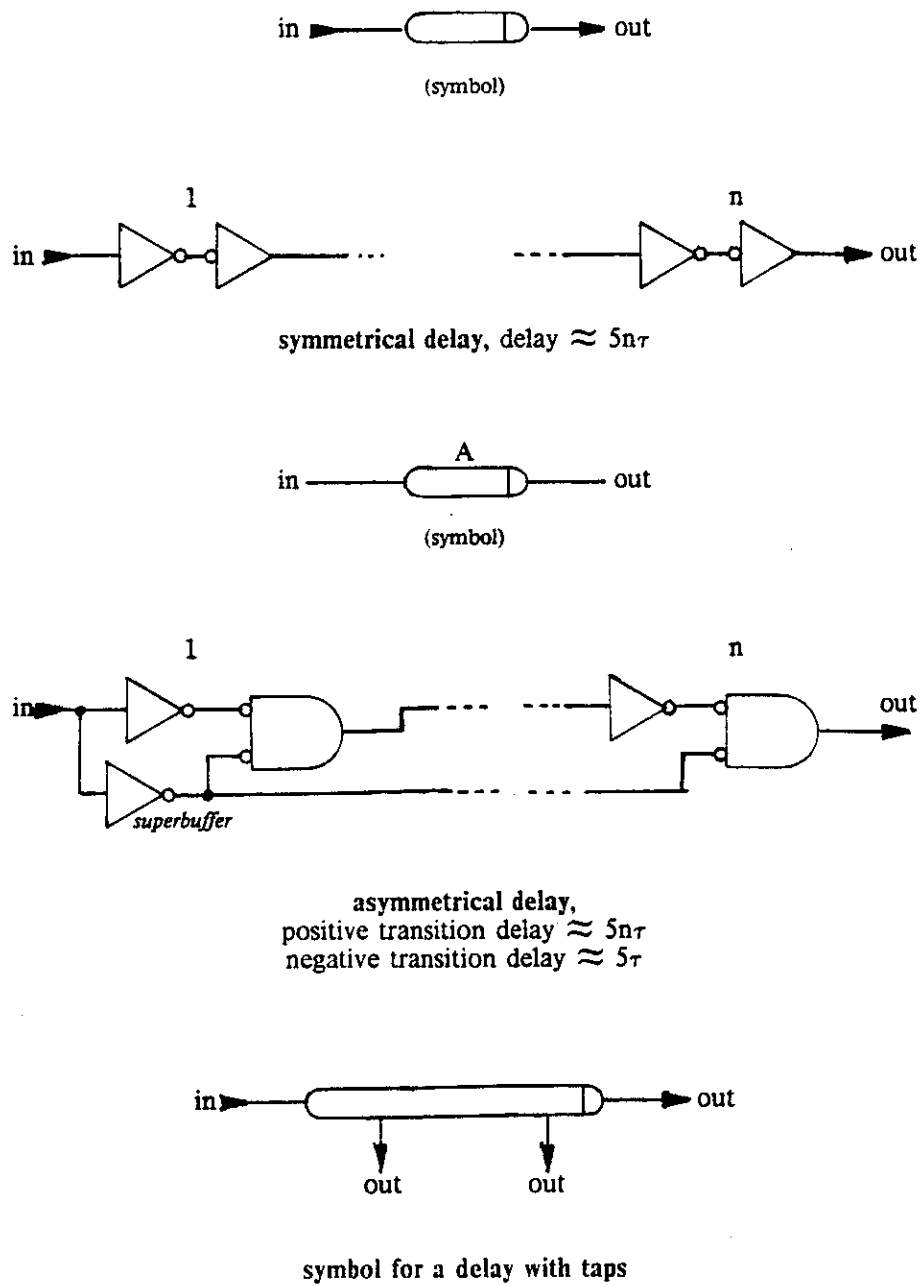 in out
(symbol)
1 n
in out
symmetrical delay, delay ≈ 5nτ
A
in out
(symbol)
1 n
in out
superbuffer
asymmetrical delay,
positive transition delay ≈ 5nτ
negative transition delay ≈ 5τ
in out
out out
symbol for a delay with taps